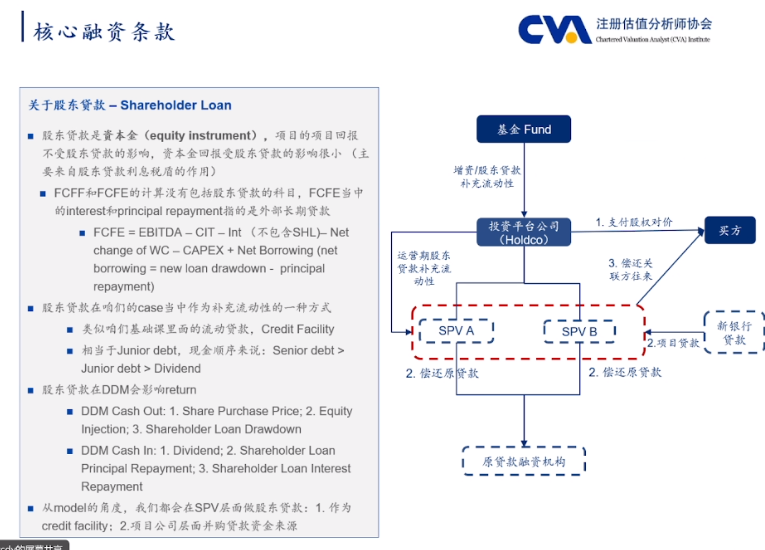 核心融资条款
CVA 注册估值分析师协会
Chartered Valuation Analyst (CVA) Institute
关于股东贷款 – Shareholder Loan
■ 股东贷款是资本金（equity instrument），项目的项目回报
不受股东贷款的影响，资本金回报受股东贷款的影响很小 （主
要来自股东贷款利息税盾的作用）
■ FCFF和FCFE的计算没有包括股东贷款的科目，FCFE当中
的interest和principal repayment指的是外部长期贷款
■ FCFE = EBITDA – CIT – Int （不包含SHL)– Net
change of WC – CAPEX + Net Borrowing (net
borrowing = new loan drawdown - principal
repayment)
■ 股东贷款在咱们的case当中作为补充流动性的一种方式
■ 类似咱们基础课里面的流动贷款，Credit Facility
■ 相当于Junior debt，现金顺序来说：Senior debt >
Junior debt > Dividend
■ 股东贷款在DDM会影响return
■ DDM Cash Out: 1. Share Purchase Price; 2. Equity
Injection; 3. Shareholder Loan Drawdown
■ DDM Cash In: 1. Dividend; 2. Shareholder Loan
Principal Repayment; 3. Shareholder Loan Interest
Repayment
■ 从model的角度，我们都会在SPV层面做股东贷款：1. 作为
credit facility；2.项目公司层面并购贷款资金来源
基金 Fund
增资/股东贷款
补充流动性
投资平台公司
（Holdco）
1. 支付股权对价
买方
运营期股东
贷款补充流
动性
3. 偿还关
联方往来
SPV A
SPV B
新银行
贷款
2.项目贷款
2. 偿还原贷款
2. 偿还原贷款
原贷款融资机构
的屏幕共享